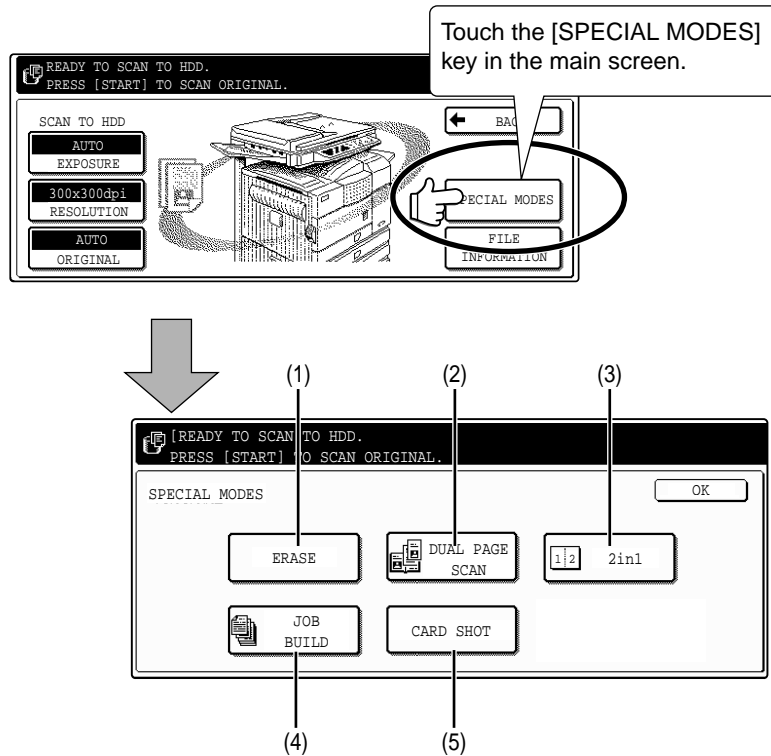 Touch the [SPECIAL MODES]
key in the main screen.
READY TO SCAN TO HDD.
PRESS [START] TO SCAN ORIGINAL.
SCAN TO HDD
AUTO
EXPOSURE
300x300dpi
RESOLUTION
AUTO
ORIGINAL
BA
PECIAL MODES
FILE
INFORMATION
(1)
(2)
(3)
[READY TO SCAN TO HDD.
PRESS [START] TO SCAN ORIGINAL.
SPECIAL MODES
OK
ERASE
DUAL PAGE
SCAN
1 2
2in1
JOB
BUILD
CARD SHOT
(4)
(5)